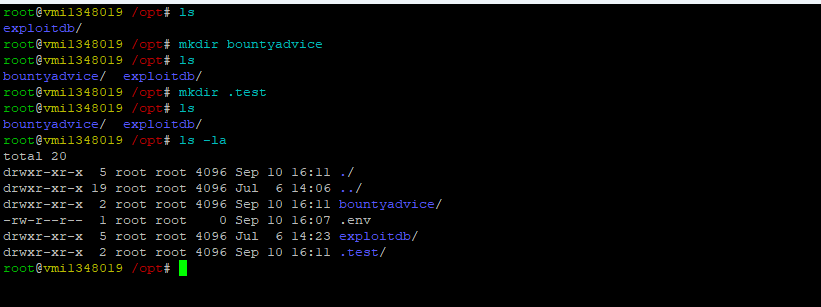 root@vmi1348019 /opt# ls
exploitdb/
root@vmi1348019 /opt# mkdir bountyadvice
root@vmi1348019 /opt# ls
bountyadvice/  exploitdb/
root@vmi1348019 /opt# mkdir .test
root@vmi1348019 /opt# ls
bountyadvice/  exploitdb/
root@vmi1348019 /opt# ls -la
total 20
drwxr-xr-x  5 root root 4096 Sep 10 16:11 ./
drwxr-xr-x 19 root root 4096 Jul  6 14:06 ../
drwxr-xr-x  2 root root 4096 Sep 10 16:11 bountyadvice/
-rw-r--r--  1 root root    0 Sep 10 16:07 .env
drwxr-xr-x  5 root root 4096 Jul  6 14:23 exploitdb/
drwxr-xr-x  2 root root 4096 Sep 10 16:11 .test/
root@vmi1348019 /opt#